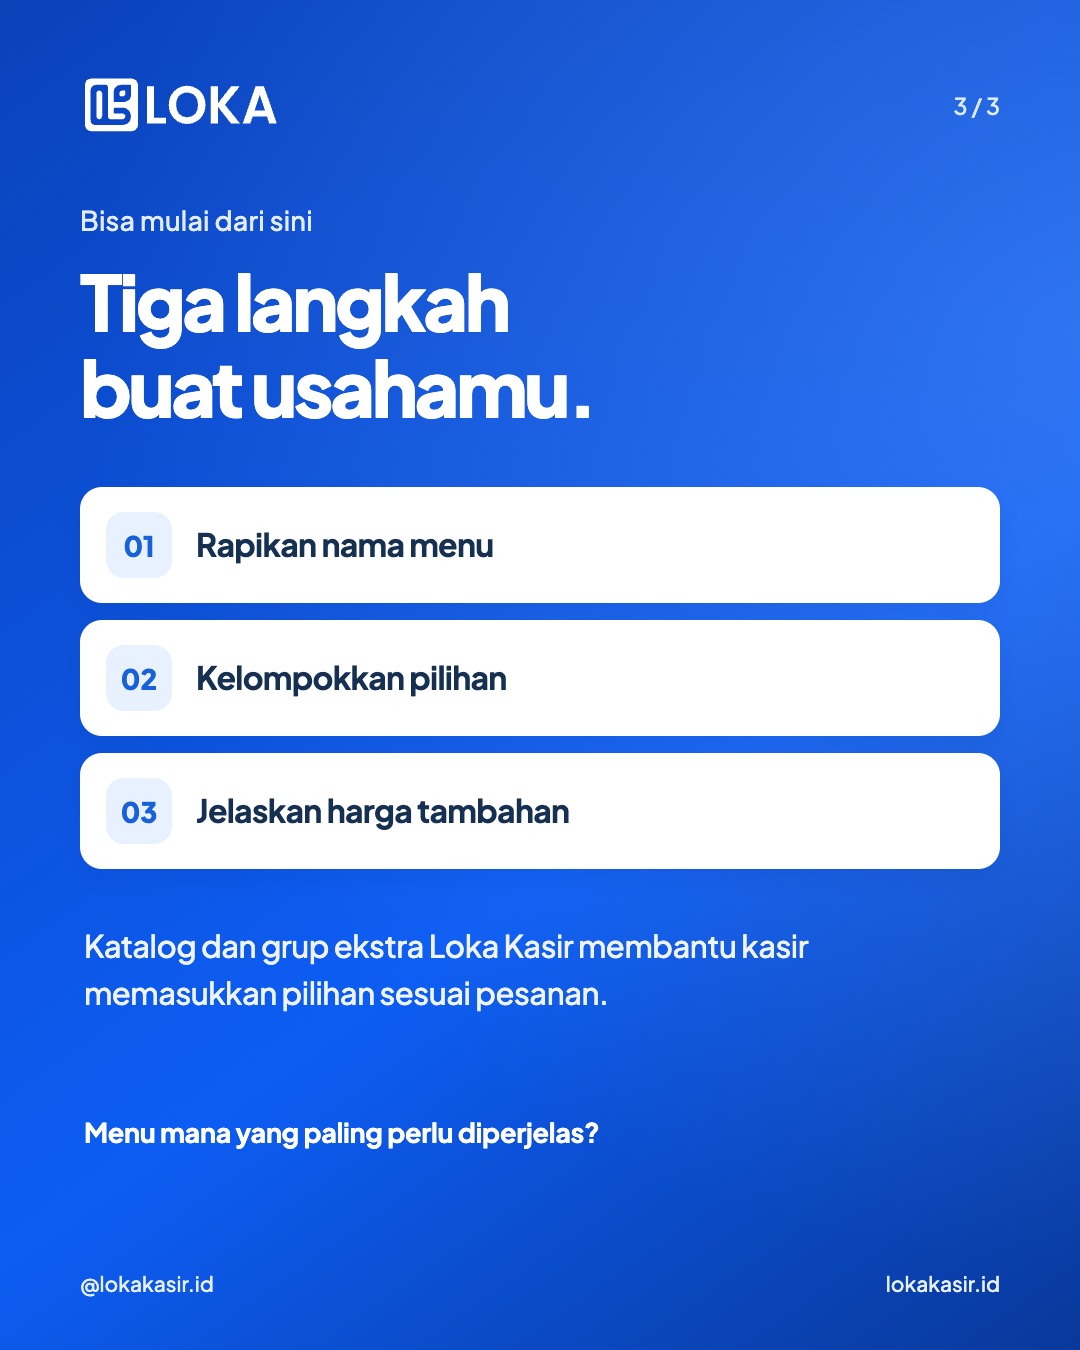 LOKA
3 / 3
Bisa mulai dari sini
Tiga langkah
buat usahamu.
01 Rapikan nama menu
02 Kelompokkan pilihan
03 Jelaskan harga tambahan
Katalog dan grup ekstra Loka Kasir membantu kasir
memasukkan pilihan sesuai pesanan.
Menu mana yang paling perlu diperjelas?
@lokakasir.id
lokakasir.id